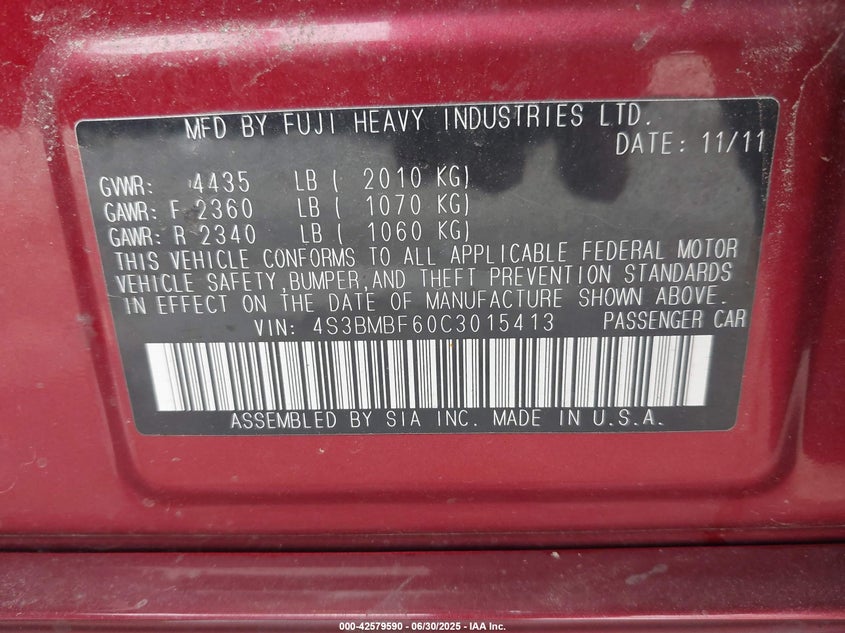 MFD BY FUJI HEAVY INDUSTRIES LTD.
DATE: 11/11
GVWR: 4435 LB ( 2010 KG)
GAWR: F 2360 LB ( 1070 KG)
GAWR: R 2340 LB ( 1060 KG)
THIS VEHICLE CONFORMS TO ALL APPLICABLE FEDERAL MOTOR
VEHICLE SAFETY,BUMPER,AND THEFT PREVENTION STANDARDS
IN EFFECT ON THE DATE OF MANUFACTURE SHOWN ABOVE.
VIN: 4S3BMBF60C3015413 PASSENGER CAR
ASSEMBLED BY SIA INC. MADE IN U.S.A.
000-42579590 - 06/30/2025 - IAA Inc.